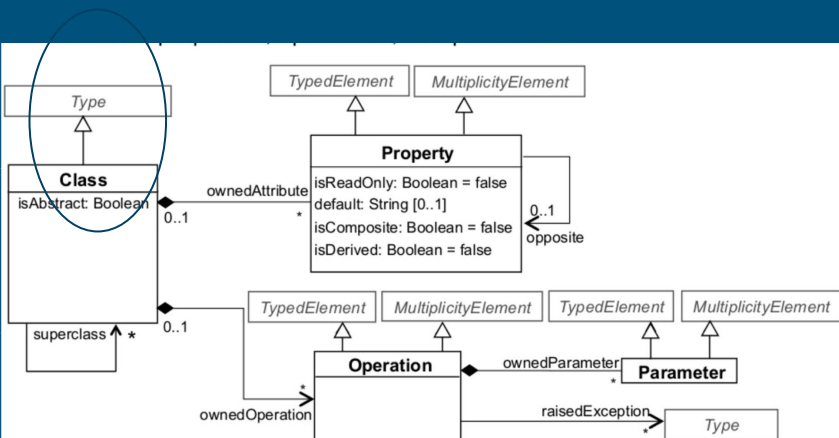 TypedElement
MultiplicityElement
Type
Property
Class
isAbstract: Boolean
ownedAttribute
0..1
*
isReadOnly: Boolean = false
default: String [0..1]
isComposite: Boolean = false
isDerived: Boolean = false
0..1
opposite
TypedElement
MultiplicityElement
TypedElement
MultiplicityElement
superclass
*
0..1
Operation
ownedParameter
*
Parameter
*
ownedOperation
raisedException
*
Type